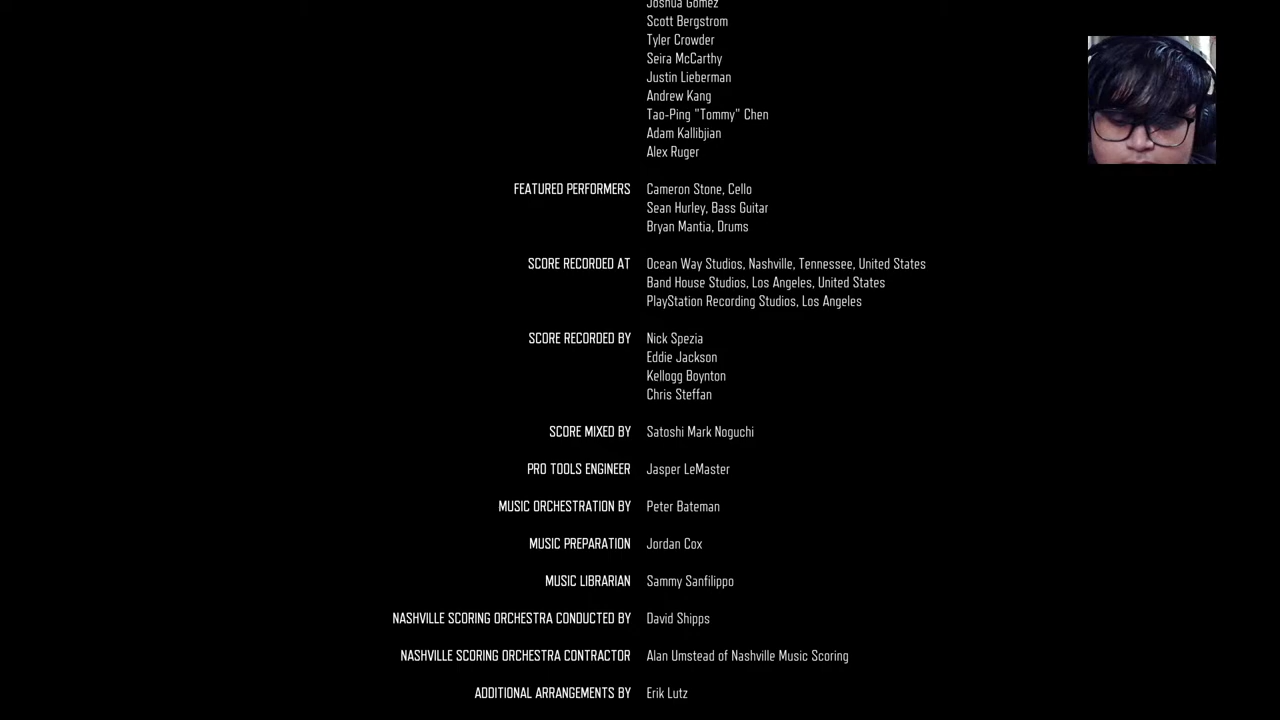 Joshua Gomez
Scott Bergstrom
Tyler Crowder
Seira McCarthy
Justin Lieberman
Andrew Kang
Tao-Ping "Tommy" Chen
Adam Kallibjian
Alex Ruger
FEATURED PERFORMERS Cameron Stone, Cello
Sean Hurley, Bass Guitar
Bryan Mantia, Drums
SCORE RECORDED AT Ocean Way Studios, Nashville, Tennessee, United States
Band House Studios, Los Angeles, United States
PlayStation Recording Studios, Los Angeles
SCORE RECORDED BY Nick Spezia
Eddie Jackson
Kellogg Boynton
Chris Steffan
SCORE MIXED BY Satoshi Mark Noguchi
PRO TOOLS ENGINEER Jasper LeMaster
MUSIC ORCHESTRATION BY Peter Bateman
MUSIC PREPARATION Jordan Cox
MUSIC LIBRARIAN Sammy Sanfilippo
NASHVILLE SCORING ORCHESTRA CONDUCTED BY David Shipps
NASHVILLE SCORING ORCHESTRA CONTRACTOR Alan Umstead of Nashville Music Scoring
ADDITIONAL ARRANGEMENTS BY Erik Lutz